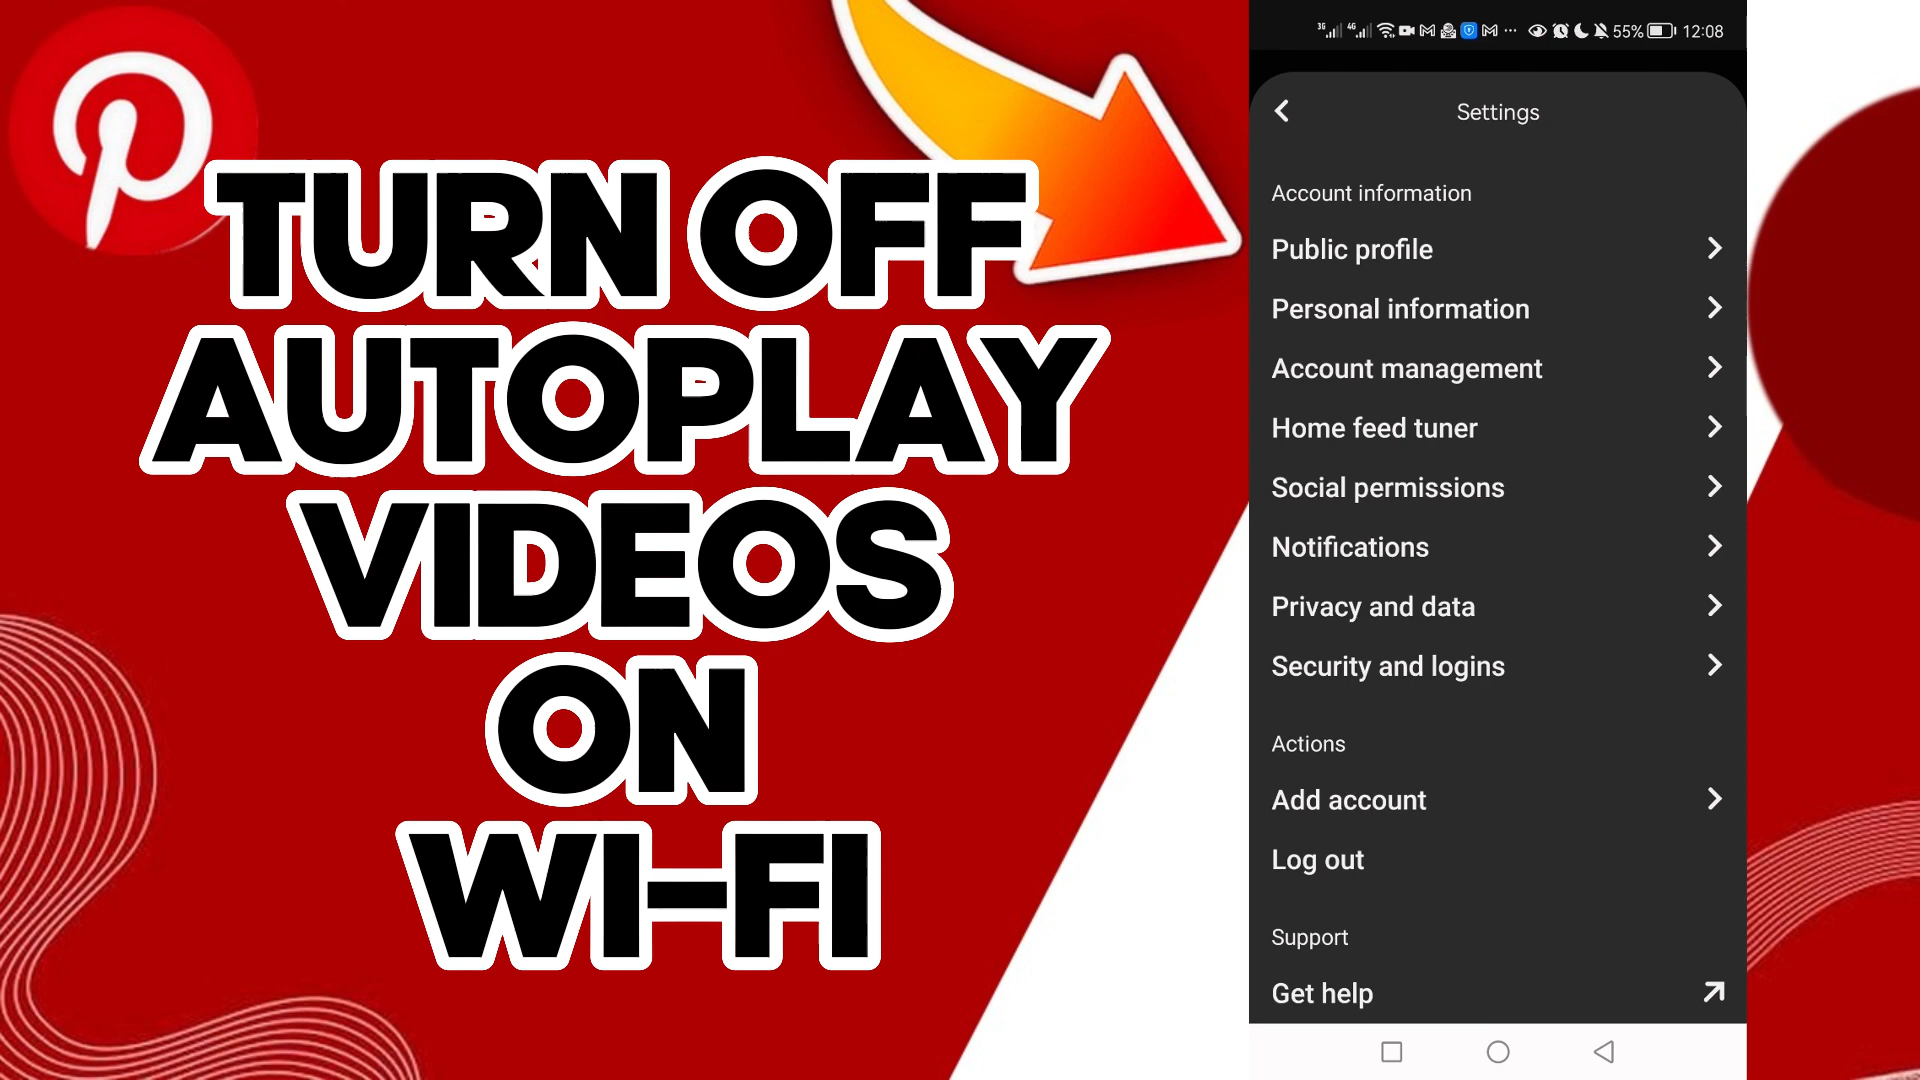 TURN OFF
AUTOPLAY
VIDEOS
ON
WI-FI
3G 4G 55% 12:08
Settings
Account information
Public profile
Personal information
Account management
Home feed tuner
Social permissions
Notifications
Privacy and data
Security and logins
Actions
Add account
Log out
Support
Get help